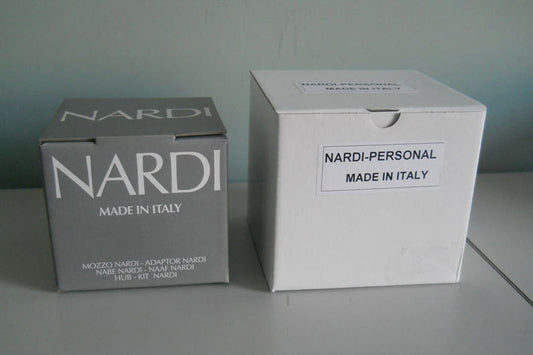 NARDI
NARDI
MADE IN ITALY
MOZZO NARDI - ADAPTOR NARDI
NABE NARDI - NAAF NARDI
HUB - KIT NARDI
NARDI-PERSONAL
MADE IN ITALY
NARDI-PERSONAL
MADE IN ITALY